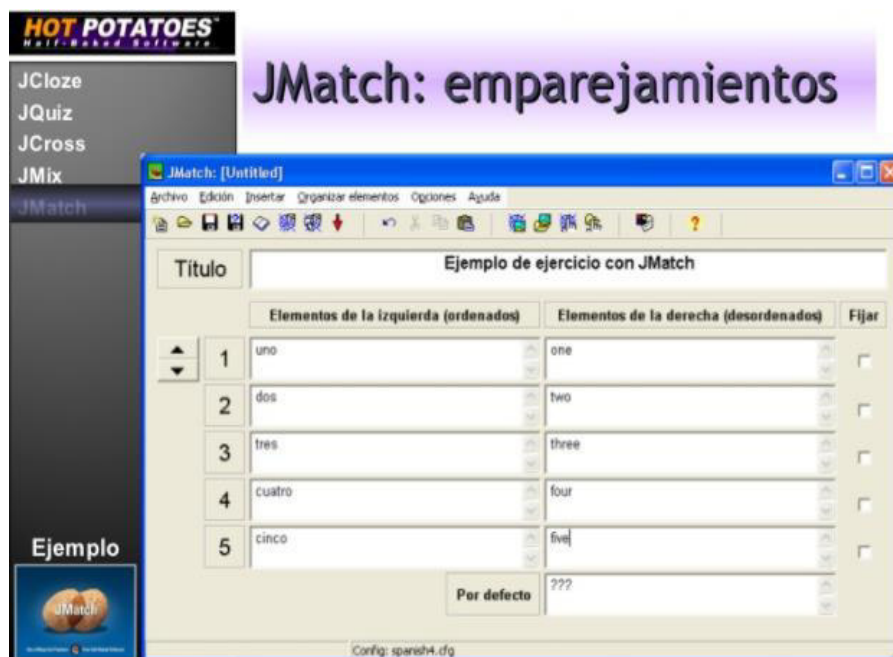 HOT POTATOES™
Half-Baked Software
JCloze
JQuiz
JCross
JMix
JMatch
JMatch: emparejamientos
JMatch: [Untitled]
Archivo Edición Insertar Organizar elementos Opciones Ayuda
Título
Ejemplo de ejercicio con JMatch
Elementos de la izquierda (ordenados) Elementos de la derecha (desordenados) Fijar
1 uno one
2 dos two
3 tres three
4 cuatro four
5 cinco five
Por defecto ???
Config: spanish4.cfg
Ejemplo
JMatch